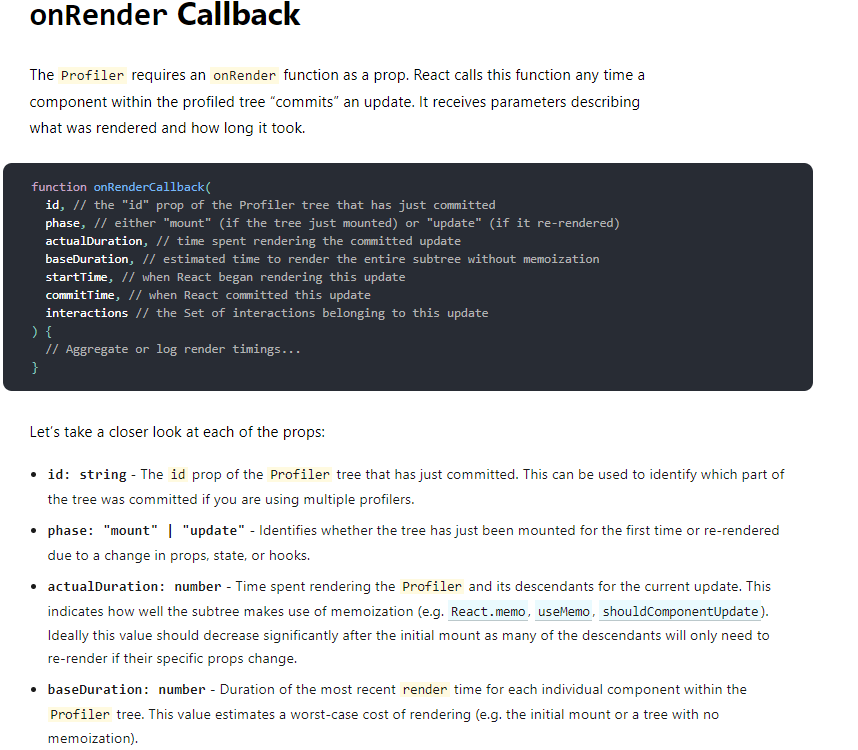 onRender Callback
The Profiler requires an onRender function as a prop. React calls this function any time a
component within the profiled tree “commits” an update. It receives parameters describing
what was rendered and how long it took.
function onRenderCallback(
  id, // the "id" prop of the Profiler tree that has just committed
  phase, // either "mount" (if the tree just mounted) or "update" (if it re-rendered)
  actualDuration, // time spent rendering the committed update
  baseDuration, // estimated time to render the entire subtree without memoization
  startTime, // when React began rendering this update
  commitTime, // when React committed this update
  interactions // the Set of interactions belonging to this update
) {
  // Aggregate or log render timings...
}
Let’s take a closer look at each of the props:
• id: string - The id prop of the Profiler tree that has just committed. This can be used to identify which part of
the tree was committed if you are using multiple profilers.
• phase: "mount" | "update" - Identifies whether the tree has just been mounted for the first time or re-rendered
due to a change in props, state, or hooks.
• actualDuration: number - Time spent rendering the Profiler and its descendants for the current update. This
indicates how well the subtree makes use of memoization (e.g. React.memo, useMemo, shouldComponentUpdate).
Ideally this value should decrease significantly after the initial mount as many of the descendants will only need to
re-render if their specific props change.
• baseDuration: number - Duration of the most recent render time for each individual component within the
Profiler tree. This value estimates a worst-case cost of rendering (e.g. the initial mount or a tree with no
memoization).